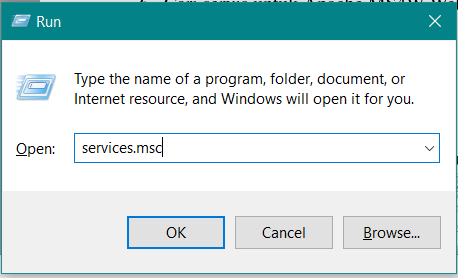 Run
Type the name of a program, folder, document, or
Internet resource, and Windows will open it for you.
Open:
services.msc
OK
Cancel
Browse...